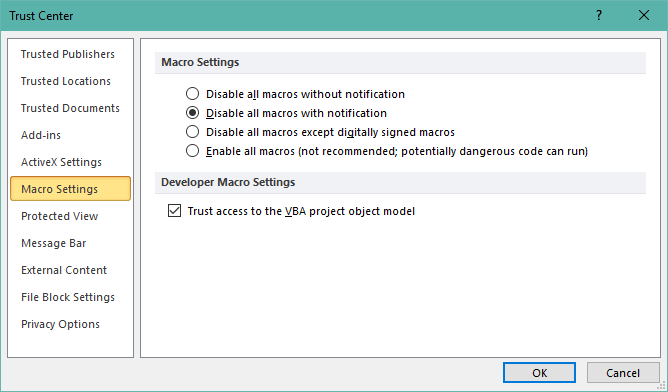 Trust Center
?
Trusted Publishers
Trusted Locations
Trusted Documents
Add-ins
ActiveX Settings
Macro Settings
Protected View
Message Bar
External Content
File Block Settings
Privacy Options
Macro Settings
Disable all macros without notification
Disable all macros with notification
Disable all macros except digitally signed macros
Enable all macros (not recommended; potentially dangerous code can run)
Developer Macro Settings
Trust access to the VBA project object model
OK
Cancel